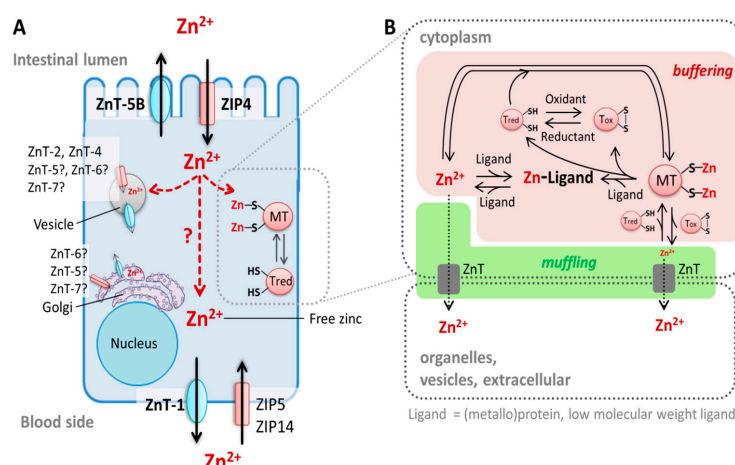 A
Zn2+
Intestinal lumen
ZnT-5B
ZIP4
ZnT-2, ZnT-4
ZnT-5?, ZnT-6?
ZnT-7?
Zn2+
Zn2+
Vesicle
?
Zn
S
Zn
S
MT
HS
HS
Tred
ZnT-6?
ZnT-5?
ZnT-7?
Zn2+
Golgi
Zn2+
Free zinc
Nucleus
ZnT-1
ZIP5
ZIP14
Blood side
Zn2+
B
cytoplasm
buffering
Oxidant
Reductant
Tred
SH
SH
Tox
S
S
Zn2+
Ligand
Ligand
Zn-Ligand
Ligand
MT
S-Zn
S-Zn
Tred
SH
SH
Tox
S
S
Zn2+
muffling
ZnT
ZnT
Zn2+
Zn2+
organelles,
vesicles, extracellular
Ligand = (metallo)protein, low molecular weight ligand